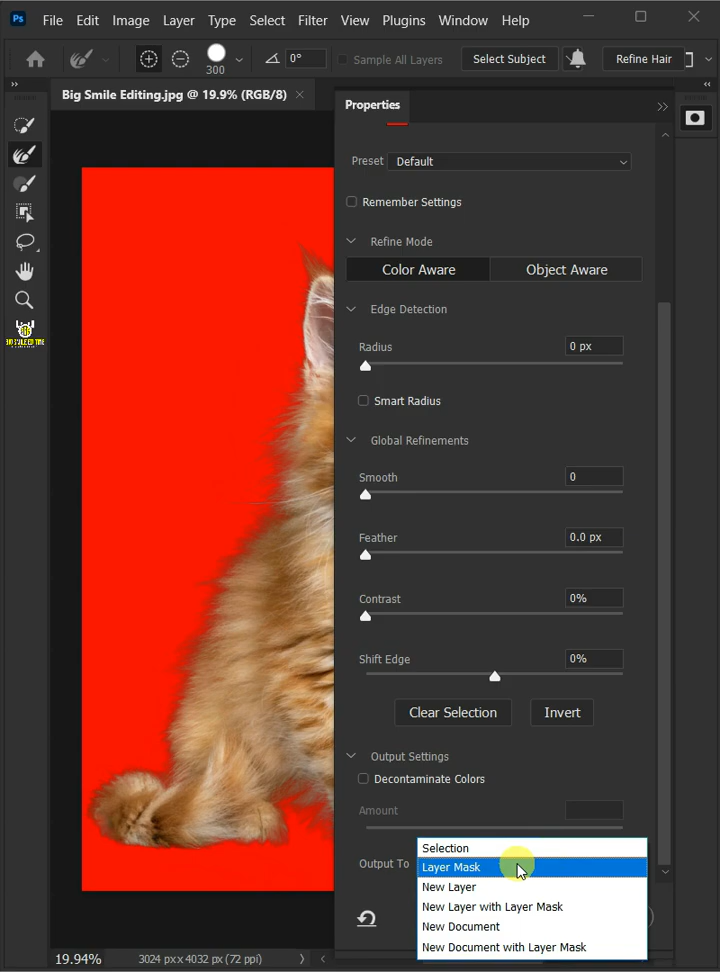 Ps File Edit Image Layer Type Select Filter View Plugins Window Help
300 0° Sample All Layers Select Subject Refine Hair
Big Smile Editing.jpg @ 19.9% (RGB/8)
Properties
Preset Default
Remember Settings
Refine Mode
Color Aware Object Aware
Edge Detection
Radius 0 px
Smart Radius
Global Refinements
Smooth 0
Feather 0.0 px
Contrast 0%
Shift Edge 0%
Clear Selection Invert
Output Settings
Decontaminate Colors
Amount
Output To
Selection
Layer Mask
New Layer
New Layer with Layer Mask
New Document
New Document with Layer Mask
19.94% 3024 px x 4032 px (72 ppi)